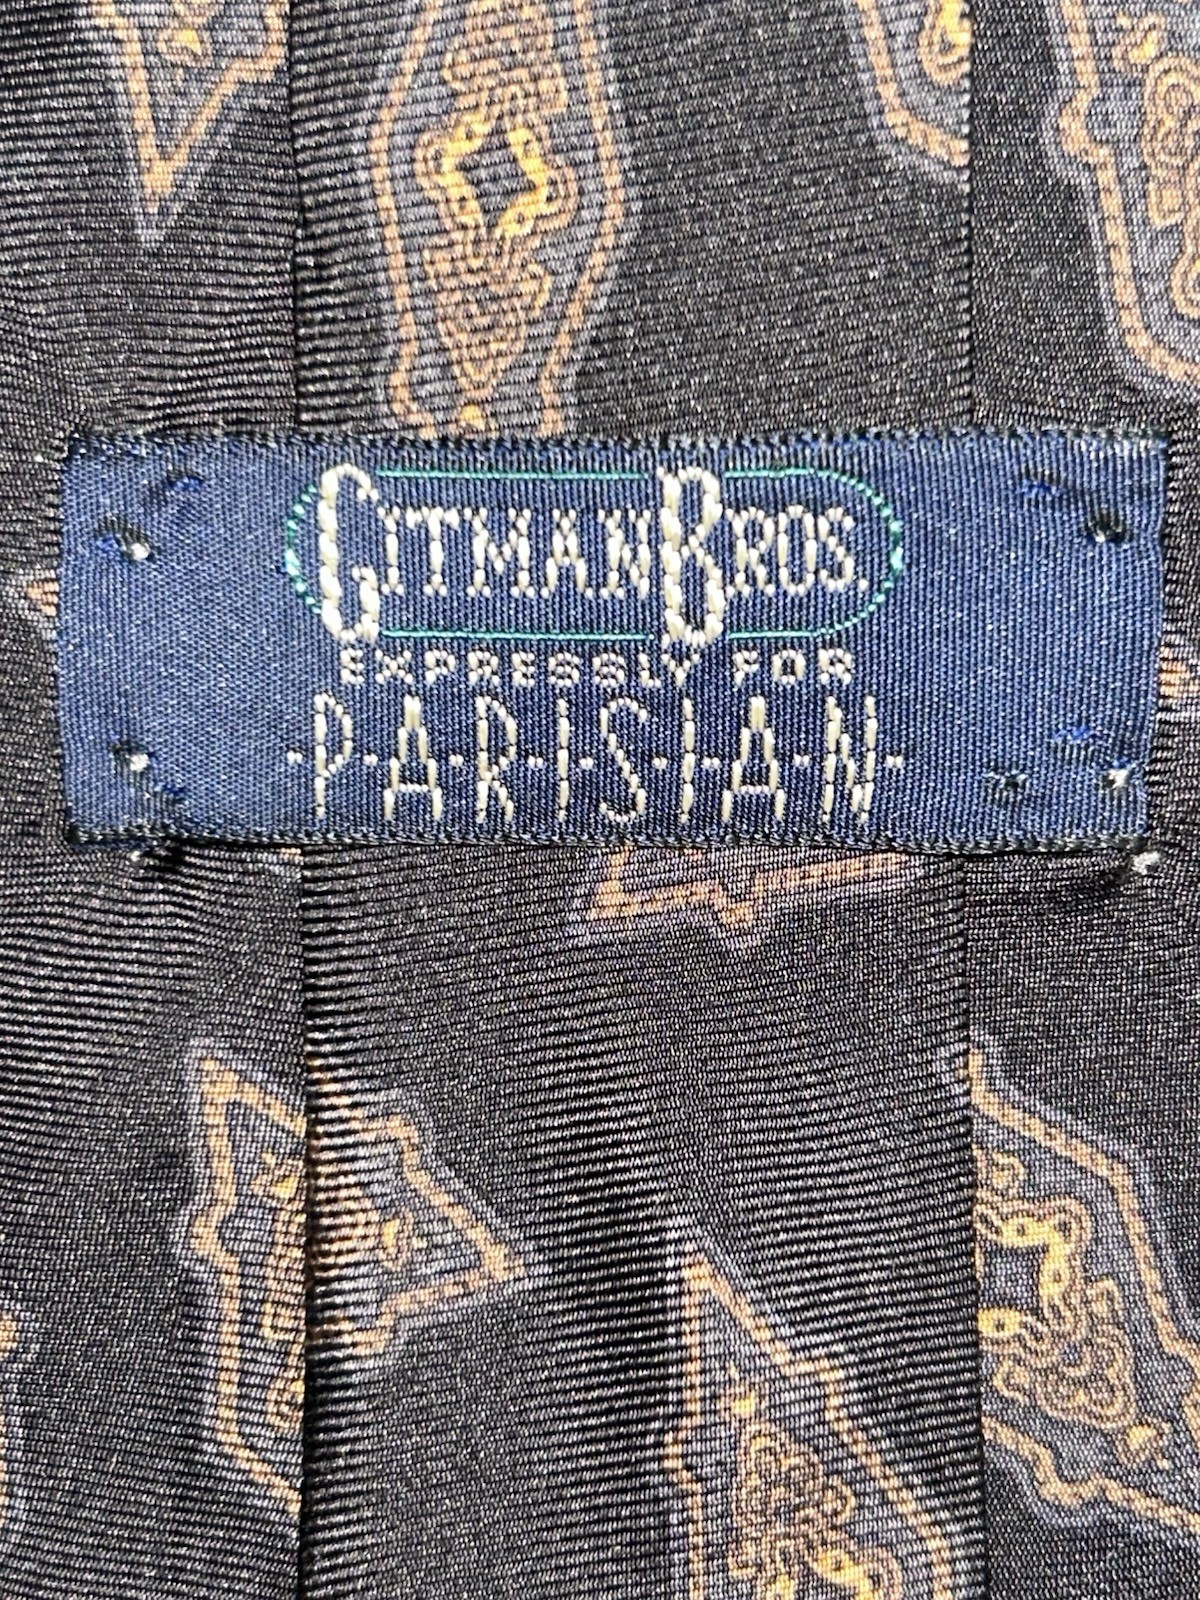 GITMAN BROS.
EXPRESSLY FOR
·P·A·R·I·S·I·A·N·